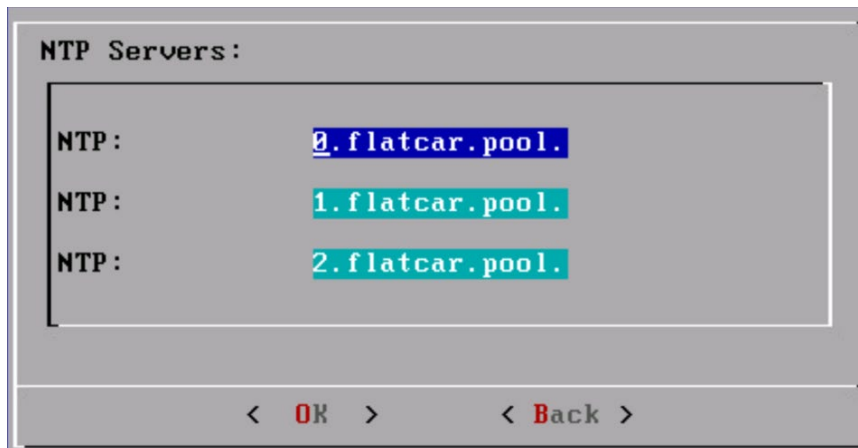 NTP Servers:
NTP: 0.flatcar.pool.
NTP: 1.flatcar.pool.
NTP: 2.flatcar.pool.
< OK > < Back >